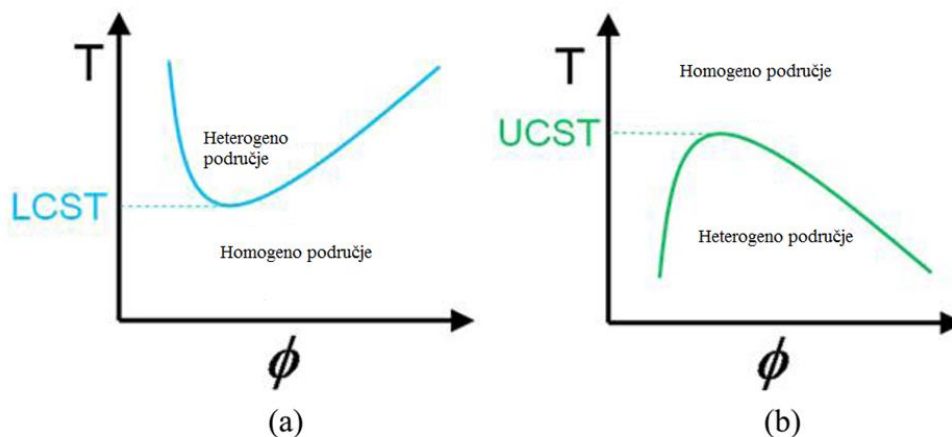 T
Heterogeno
područje
LCST
Homogeno područje
ϕ
(a)
T
Homogeno područje
UCST
Heterogeno područje
ϕ
(b)